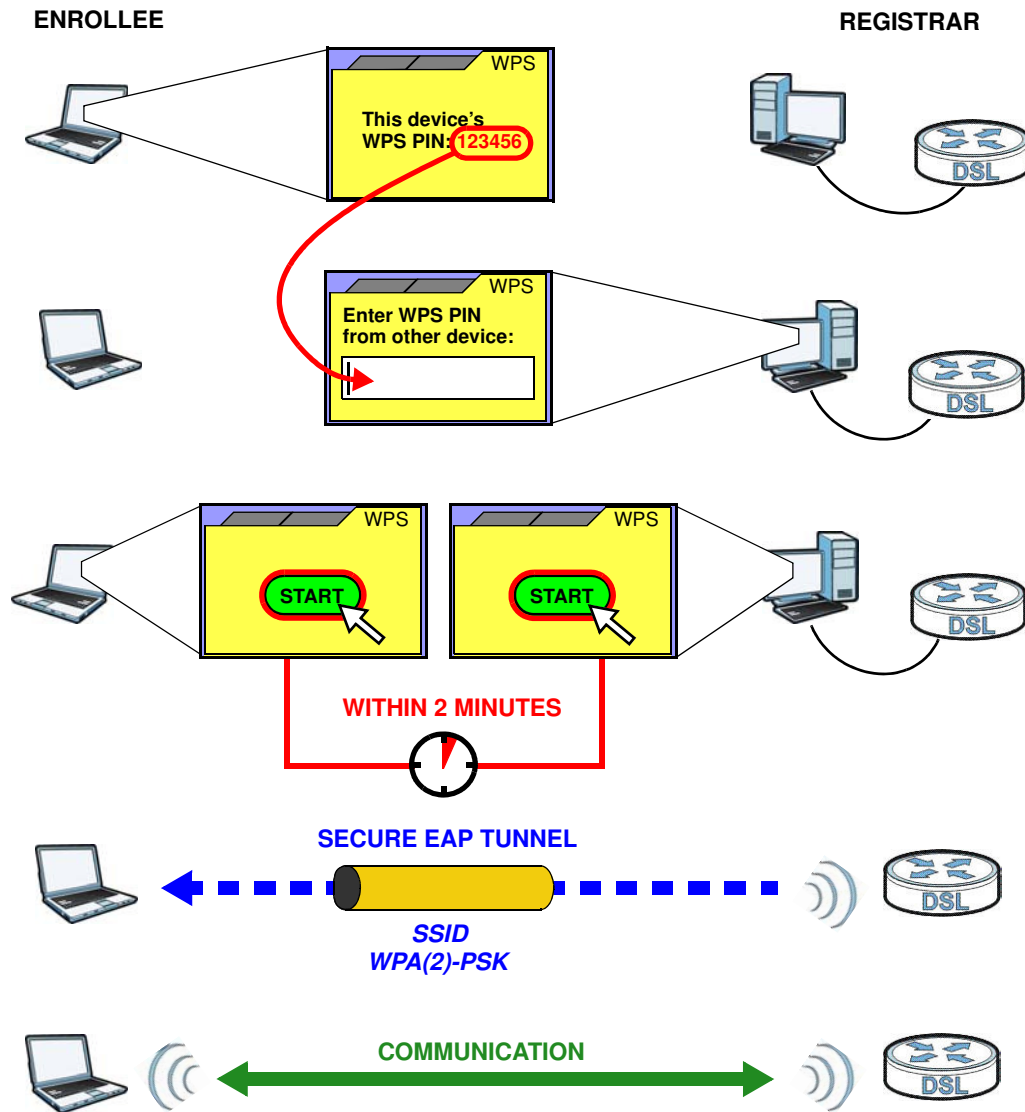 ENROLLEE
REGISTRAR
WPS
This device's
WPS PIN: 123456
DSL
WPS
Enter WPS PIN
from other device:
DSL
WPS
WPS
START
START
DSL
WITHIN 2 MINUTES
SECURE EAP TUNNEL
SSID
WPA(2)-PSK
DSL
COMMUNICATION
DSL